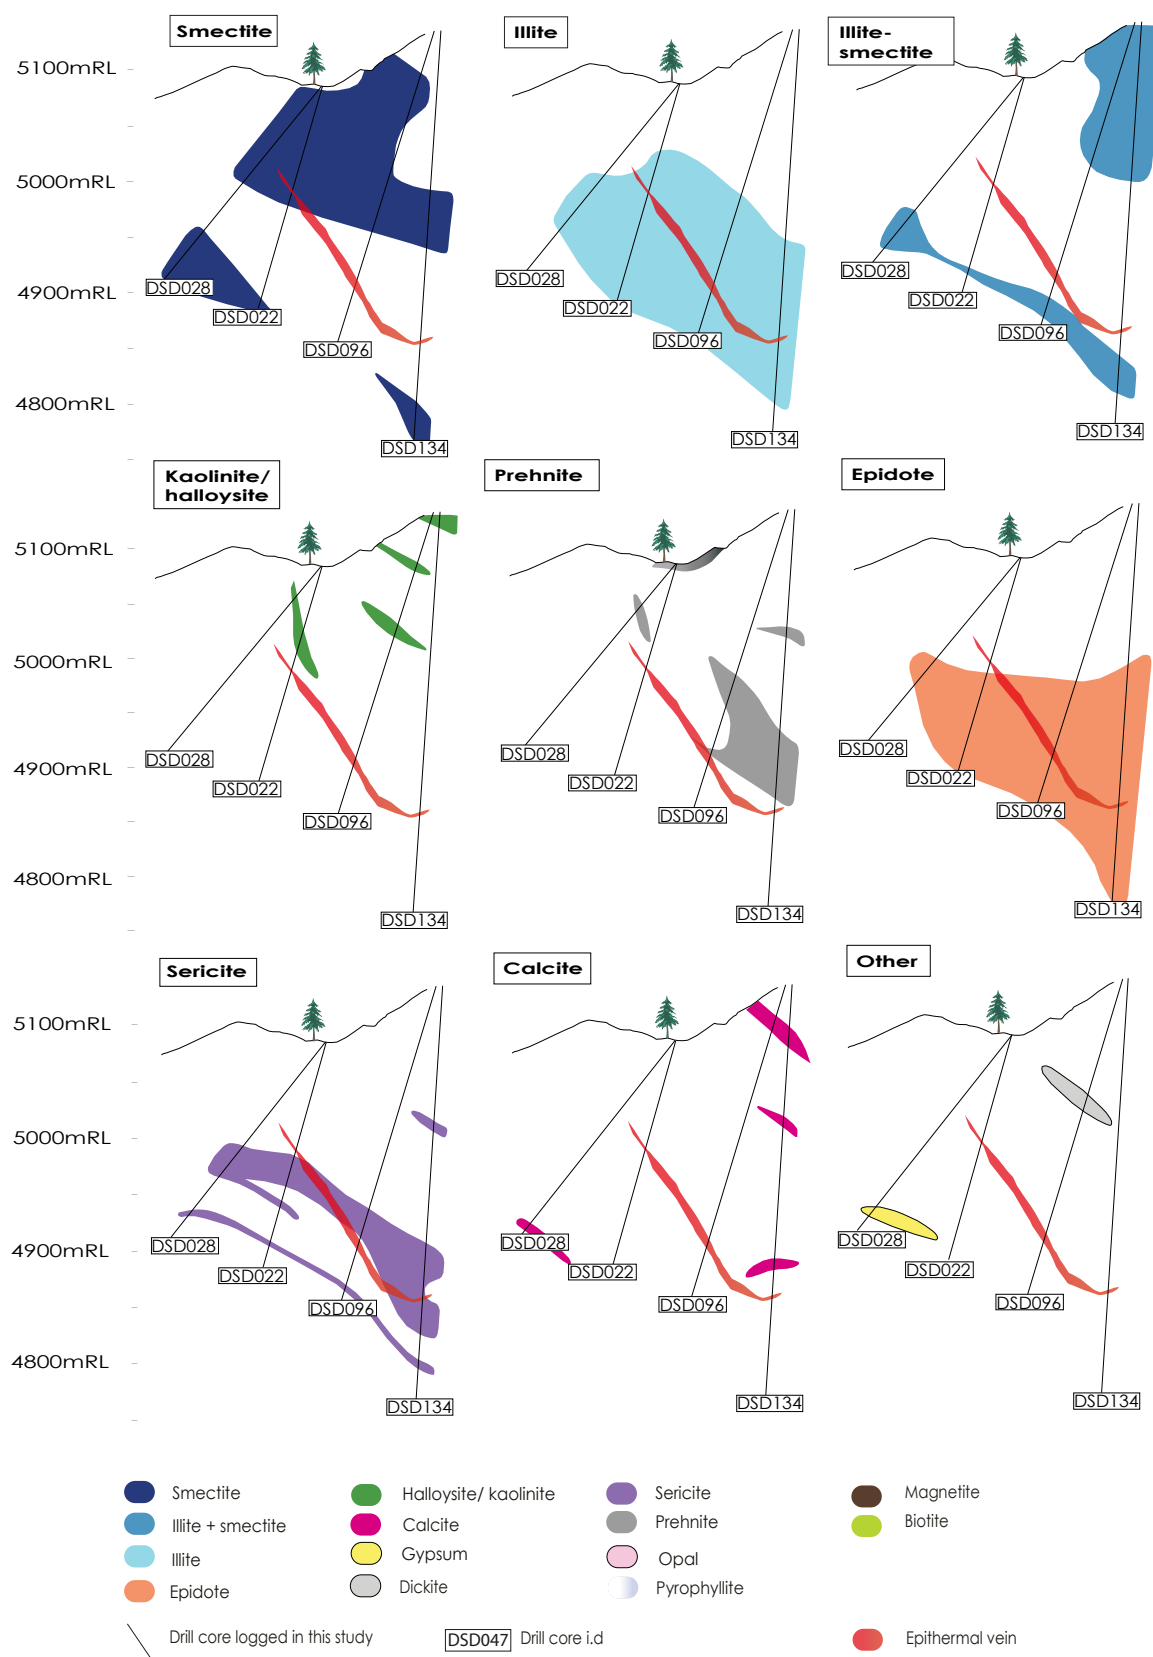 Smectite
Illite
Illite-
smectite
5100mRL
5000mRL
4900mRL
4800mRL
DSD028
DSD022
DSD096
DSD134
DSD028
DSD022
DSD096
DSD134
DSD028
DSD022
DSD096
DSD134
Kaolinite/
halloysite
Prehnite
Epidote
5100mRL
5000mRL
4900mRL
4800mRL
DSD028
DSD022
DSD096
DSD134
DSD028
DSD022
DSD096
DSD134
DSD028
DSD022
DSD096
DSD134
Sericite
Calcite
Other
5100mRL
5000mRL
4900mRL
4800mRL
DSD028
DSD022
DSD096
DSD134
DSD028
DSD022
DSD096
DSD134
DSD028
DSD022
DSD096
DSD134
Smectite
Illite + smectite
Illite
Epidote
Halloysite/ kaolinite
Calcite
Gypsum
Dickite
Sericite
Prehnite
Opal
Pyrophyllite
Magnetite
Biotite
Drill core logged in this study
DSD047 Drill core i.d
Epithermal vein